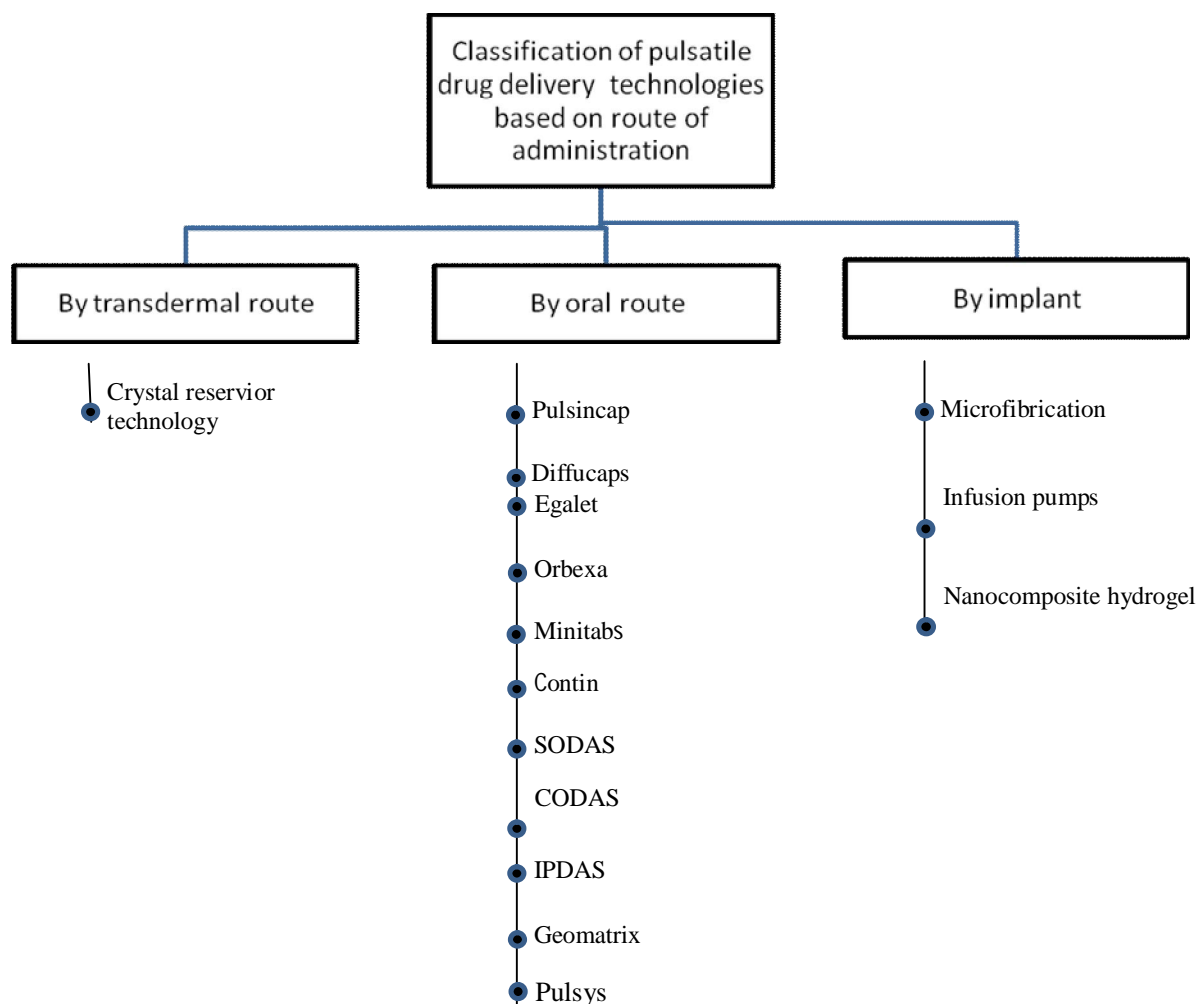 Classification of pulsatile
drug delivery technologies
based on route of
administration
By transdermal route
By oral route
By implant
Crystal reservior
technology
Pulsincap
Diffucaps
Egalet
Orbexa
Minitabs
Contin
SODAS
CODAS
IPDAS
Geomatrix
Pulsys
Microfibrication
Infusion pumps
Nanocomposite hydrogel